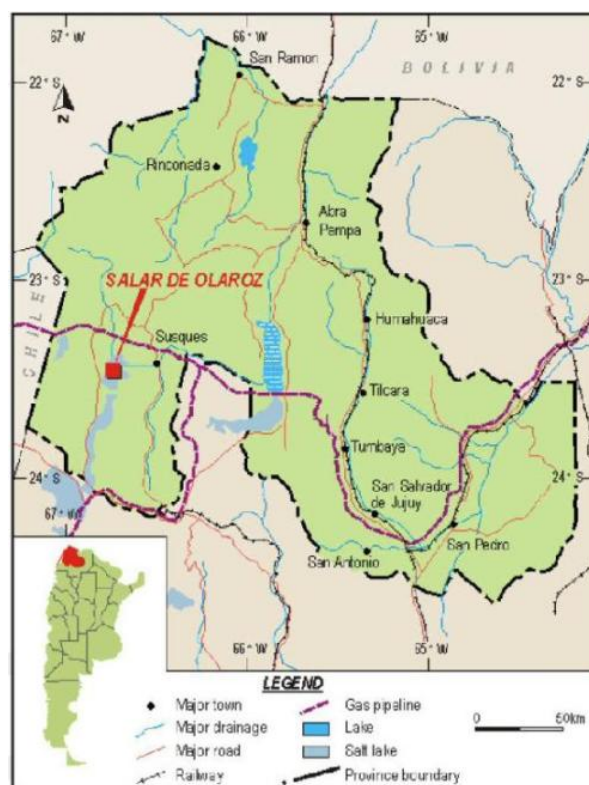 67° W
66° W
65° W
San Ramon
BOLIVIA
22° S
22° S
N
Rinconada
Abra
Pampa
23° S
23° S
SALAR DE OLAROZ
Humahuaca
CHILE
Susques
Tilcara
Tumbaya
24° S
24° S
67° W
San Salvador
de Jujuy
San Pedro
San Antonio
66° W
65° W
LEGEND
Major town
Gas pipeline
Major drainage
Lake
0
50km
Major road
Salt lake
Railway
Province boundary